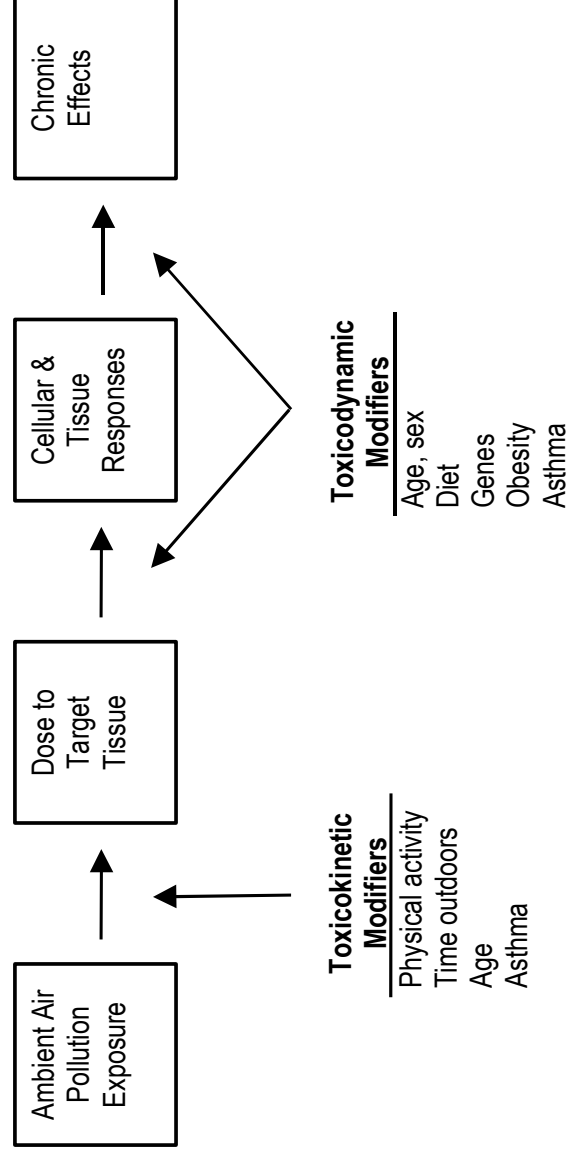 Ambient Air
Pollution
Exposure
Dose to
Target
Tissue
Cellular &
Tissue
Responses
Chronic
Effects
Toxicokinetic
Modifiers
Physical activity
Time outdoors
Age
Asthma
Toxicodynamic
Modifiers
Age, sex
Diet
Genes
Obesity
Asthma